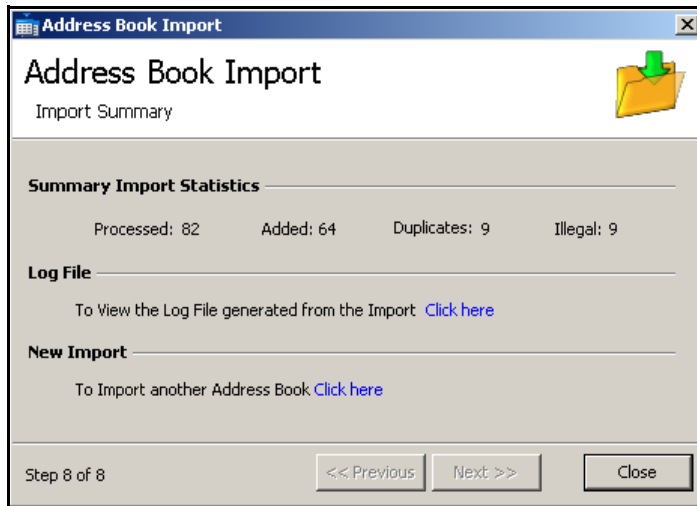 Address Book Import
Address Book Import
Import Summary
Summary Import Statistics
Processed: 82 Added: 64 Duplicates: 9 Illegal: 9
Log File
To View the Log File generated from the Import Click here
New Import
To Import another Address Book Click here
Step 8 of 8 << Previous Next >> Close